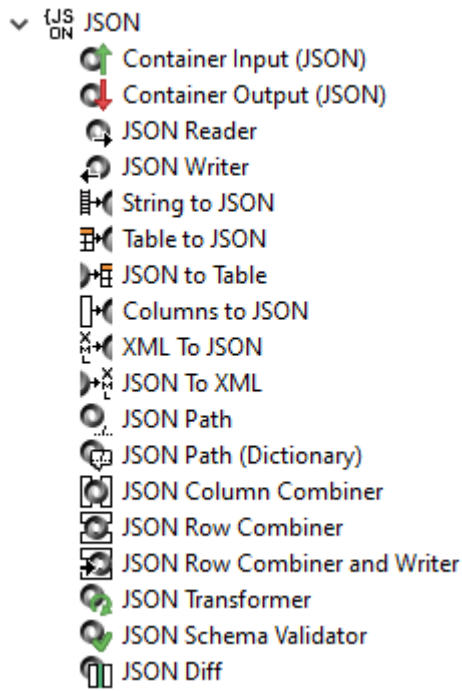 {JS
ON JSON
Container Input (JSON)
Container Output (JSON)
JSON Reader
JSON Writer
String to JSON
Table to JSON
JSON to Table
Columns to JSON
XML To JSON
JSON To XML
JSON Path
JSON Path (Dictionary)
JSON Column Combiner
JSON Row Combiner
JSON Row Combiner and Writer
JSON Transformer
JSON Schema Validator
JSON Diff